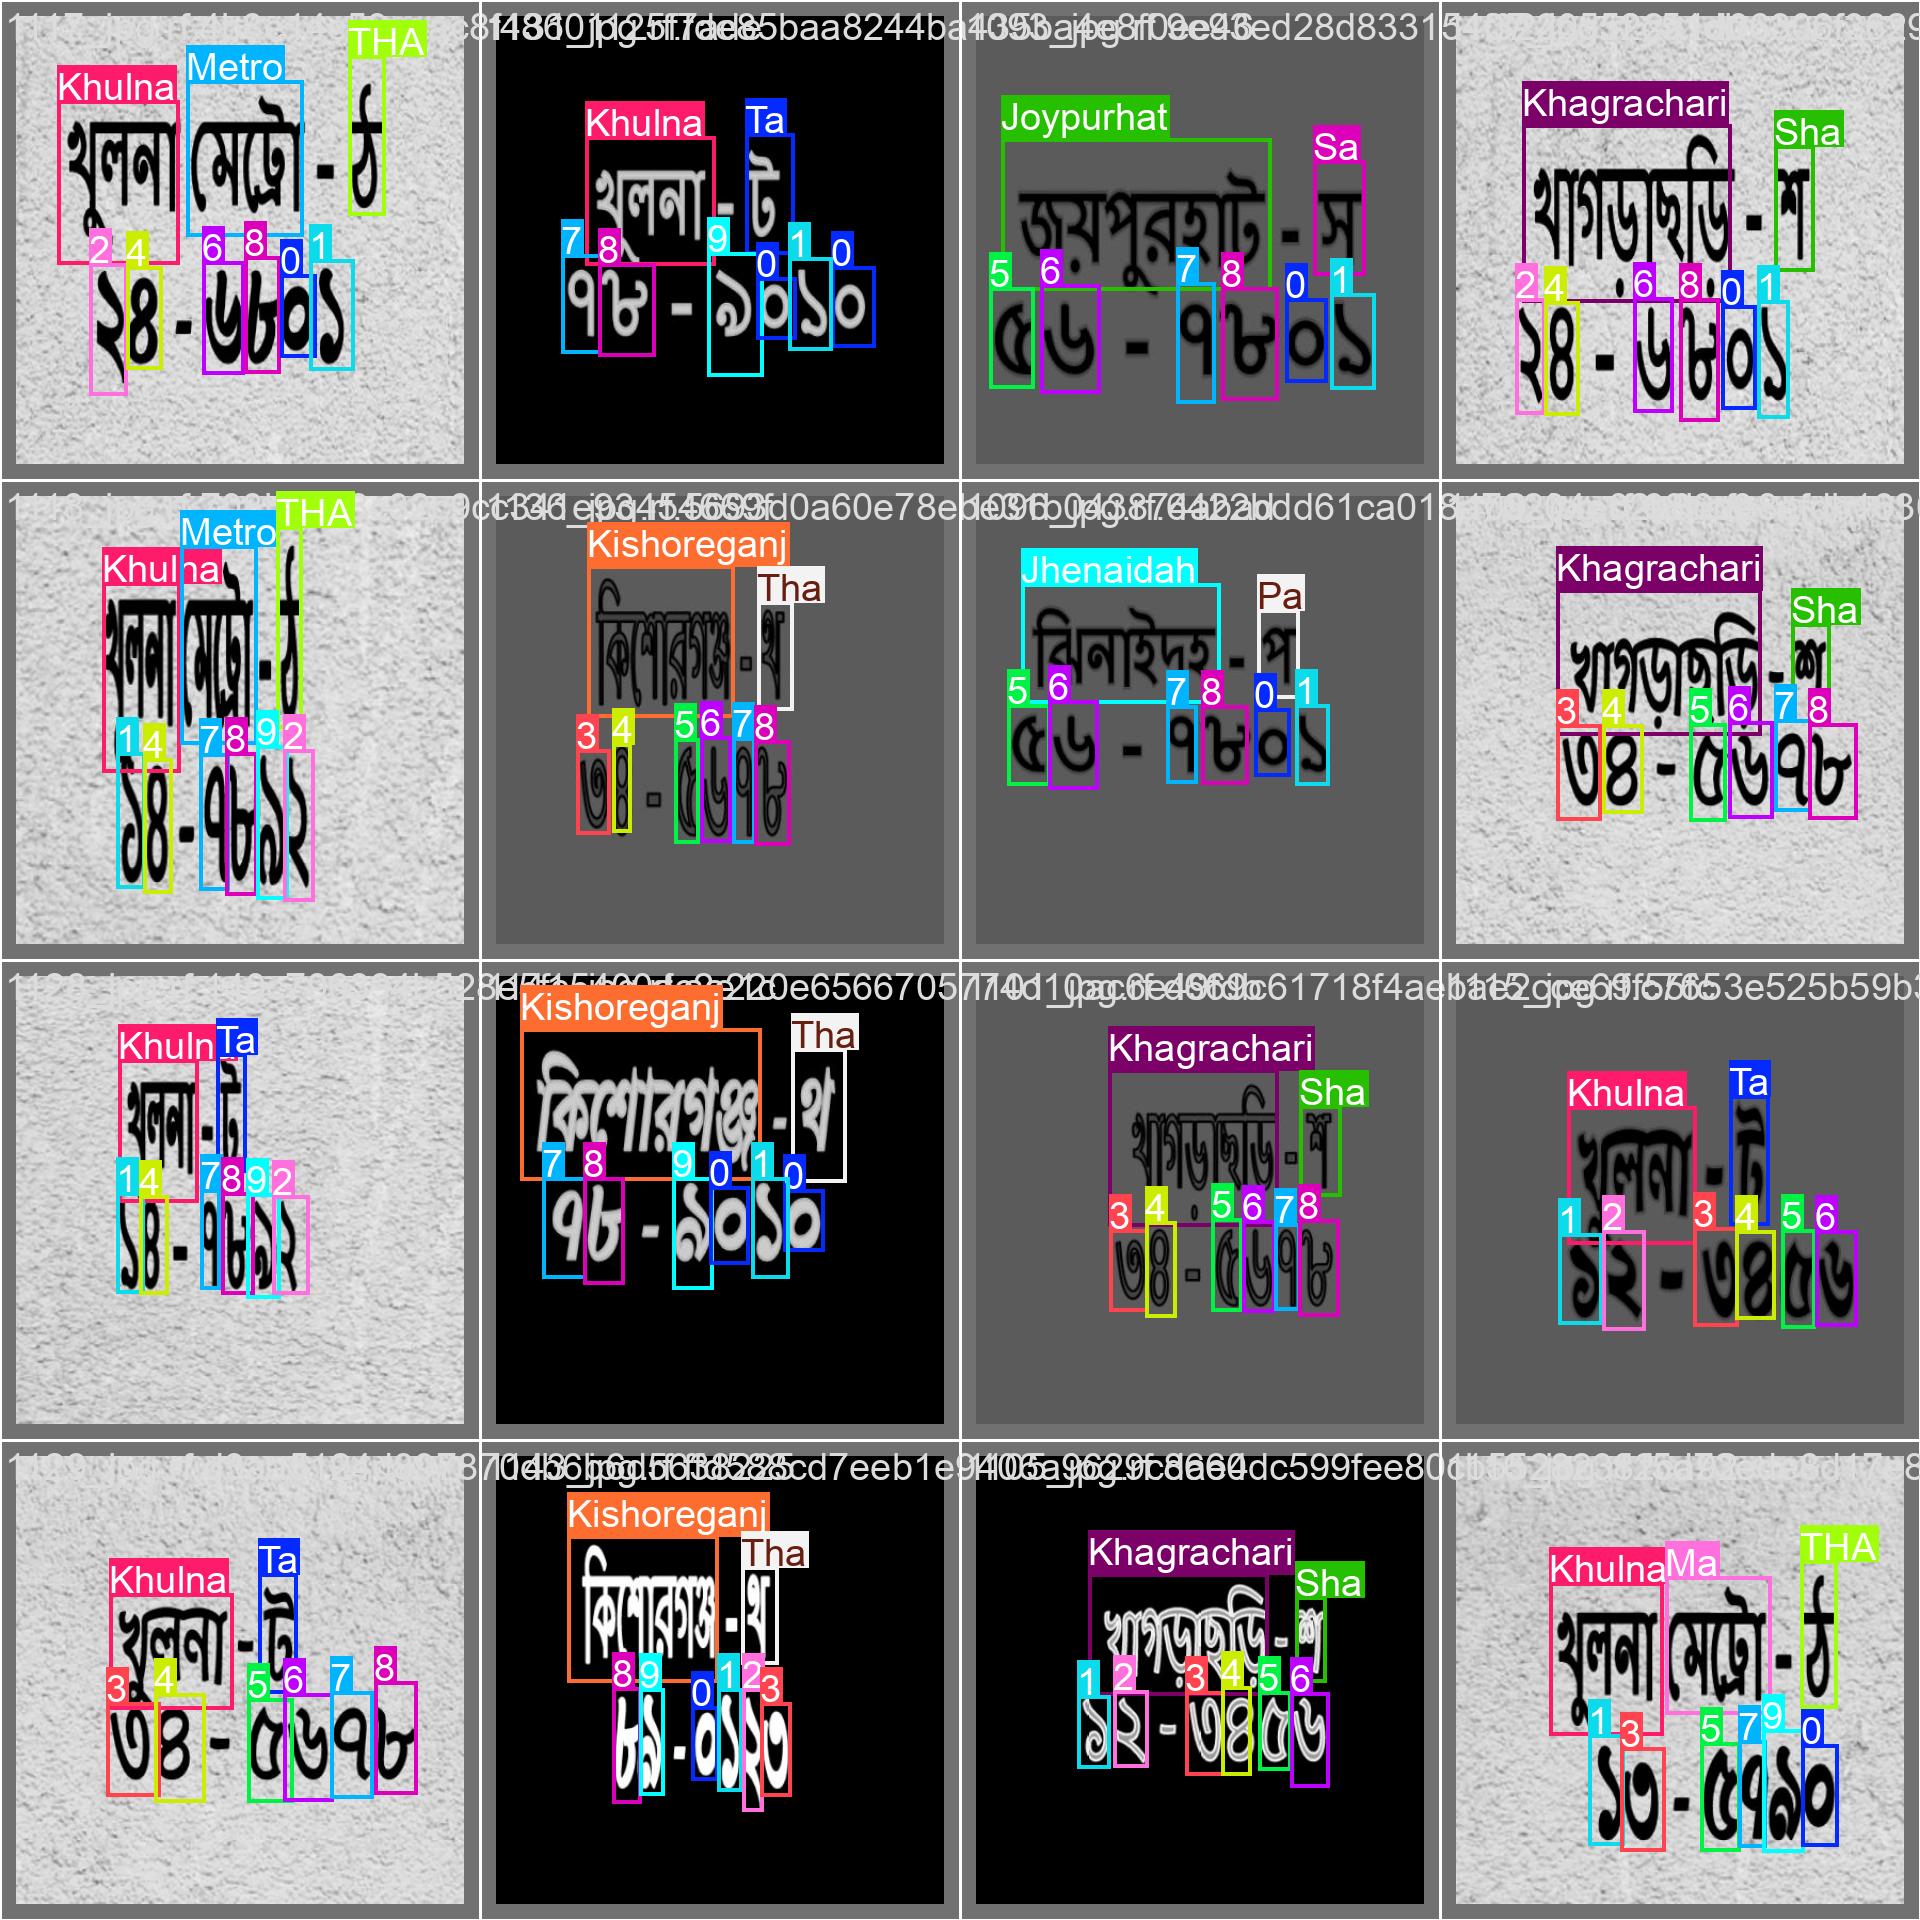 Khulna Metro THA
খুলনা মেট্রো - ঠ
2 4 6 8 0 1
২৪ - ৬৮০১
Khulna Ta
খুলনা - ট
7 8 9 0 1 0
৭৮ - ৯০১০
Joypurhat Sa
জয়পুরহাট - স
5 6 7 8 0 1
৫৬ - ৭৮০১
Khagrachari Sha
খাগড়াছড়ি - শ
2 4 6 8 0 1
২৪ - ৬৮০১
Khulna Metro THA
খুলনা মেট্রো - ঠ
1 4 7 8 9 2
১৪ - ৭৮৯২
Kishoreganj Tha
কিশোরগঞ্জ - থ
3 4 5 6 7 8
৩৪ - ৫৬৭৮
Jhenaidah Pa
ঝিনাইদহ - প
5 6 7 8 0 1
৫৬ - ৭৮০১
Khagrachari Sha
খাগড়াছড়ি - শ
3 4 5 6 7 8
৩৪ - ৫৬৭৮
Khuln Ta
খুলনা - ট
1 4 7 8 9 2
১৪ - ৭৮৯২
Kishoreganj Tha
কিশোরগঞ্জ - থ
7 8 9 0 1 0
৭৮ - ৯০১০
Khagrachari Sha
খাগড়াছড়ি - শ
3 4 5 6 7 8
৩৪ - ৫৬৭৮
Khulna Ta
খুলনা - ট
1 2 3 4 5 6
১২ - ৩৪৫৬
Khulna Ta
খুলনা - ট
3 4 5 6 7 8
৩৪ - ৫৬৭৮
Kishoreganj Tha
কিশোরগঞ্জ - থ
8 9 0 1 2 3
৮৯ - ০১২৩
Khagrachari Sha
খাগড়াছড়ি - শ
1 2 3 4 5 6
১২ - ৩৪৫৬
Khulna Ma THA
খুলনা মেট্রো - ঠ
1 3 5 7 9 0
১৩ - ৫৭৯০